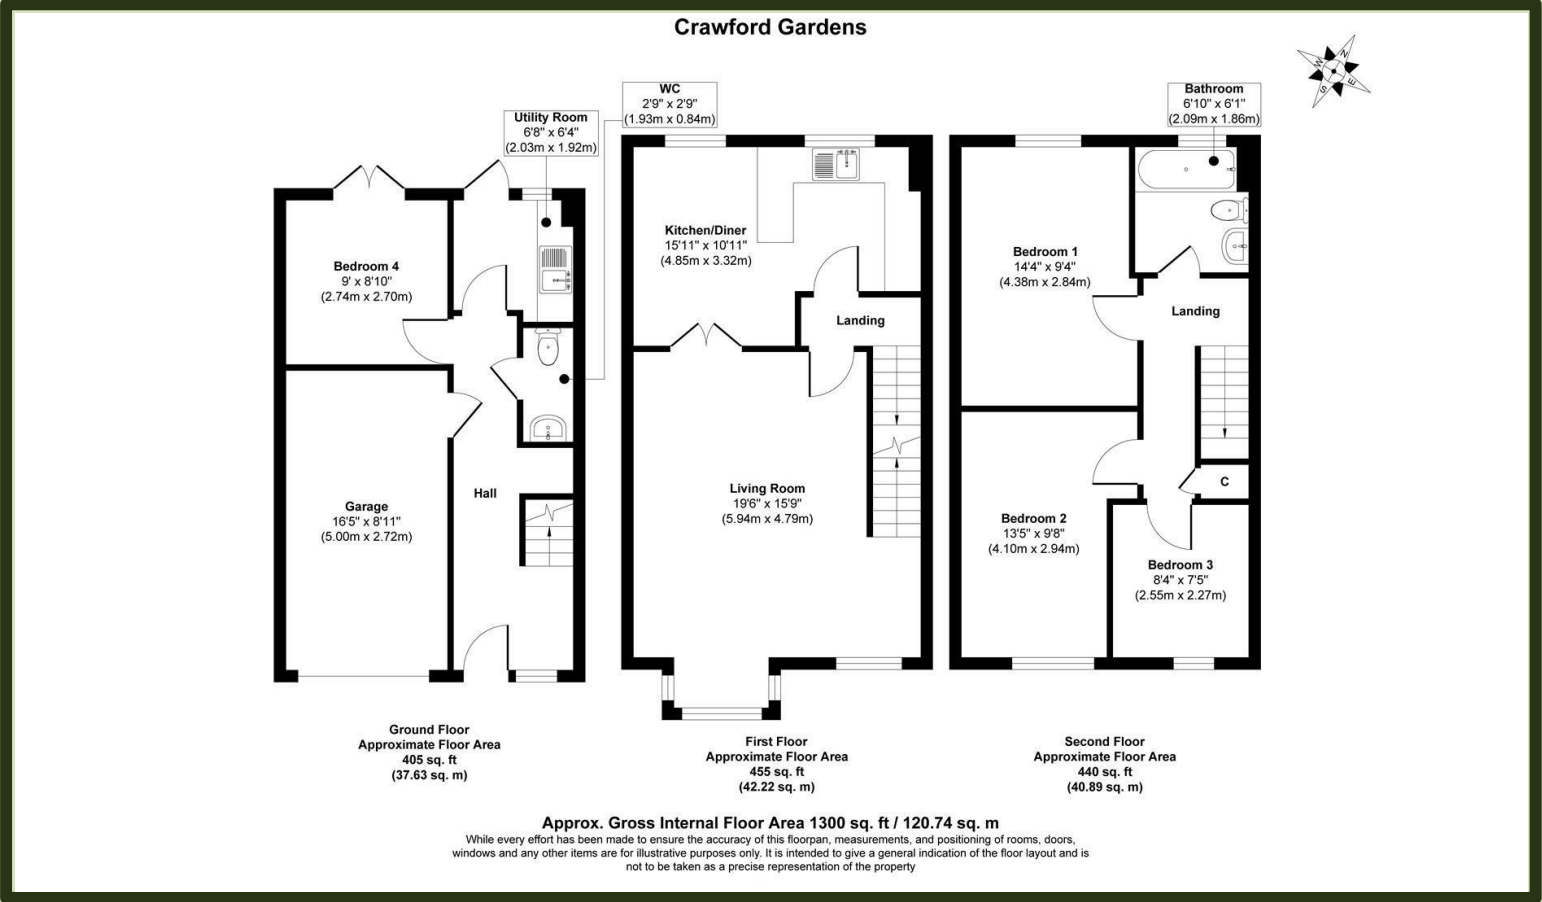 Crawford Gardens
N
E
S
W
WC
2'9" x 2'9"
(1.93m x 0.84m)
Utility Room
6'8" x 6'4"
(2.03m x 1.92m)
Bathroom
6'10" x 6'1"
(2.09m x 1.86m)
Bedroom 4
9' x 8'10"
(2.74m x 2.70m)
Garage
16'5" x 8'11"
(5.00m x 2.72m)
Hall
Kitchen/Diner
15'11" x 10'11"
(4.85m x 3.32m)
Landing
Living Room
19'6" x 15'9"
(5.94m x 4.79m)
Bedroom 1
14'4" x 9'4"
(4.38m x 2.84m)
Landing
C
Bedroom 2
13'5" x 9'8"
(4.10m x 2.94m)
Bedroom 3
8'4" x 7'5"
(2.55m x 2.27m)
Ground Floor
Approximate Floor Area
405 sq. ft
(37.63 sq. m)
First Floor
Approximate Floor Area
455 sq. ft
(42.22 sq. m)
Second Floor
Approximate Floor Area
440 sq. ft
(40.89 sq. m)
Approx. Gross Internal Floor Area 1300 sq. ft / 120.74 sq. m
While every effort has been made to ensure the accuracy of this floorpan, measurements, and positioning of rooms, doors,
windows and any other items are for illustrative purposes only. It is intended to give a general indication of the floor layout and is
not to be taken as a precise representation of the property